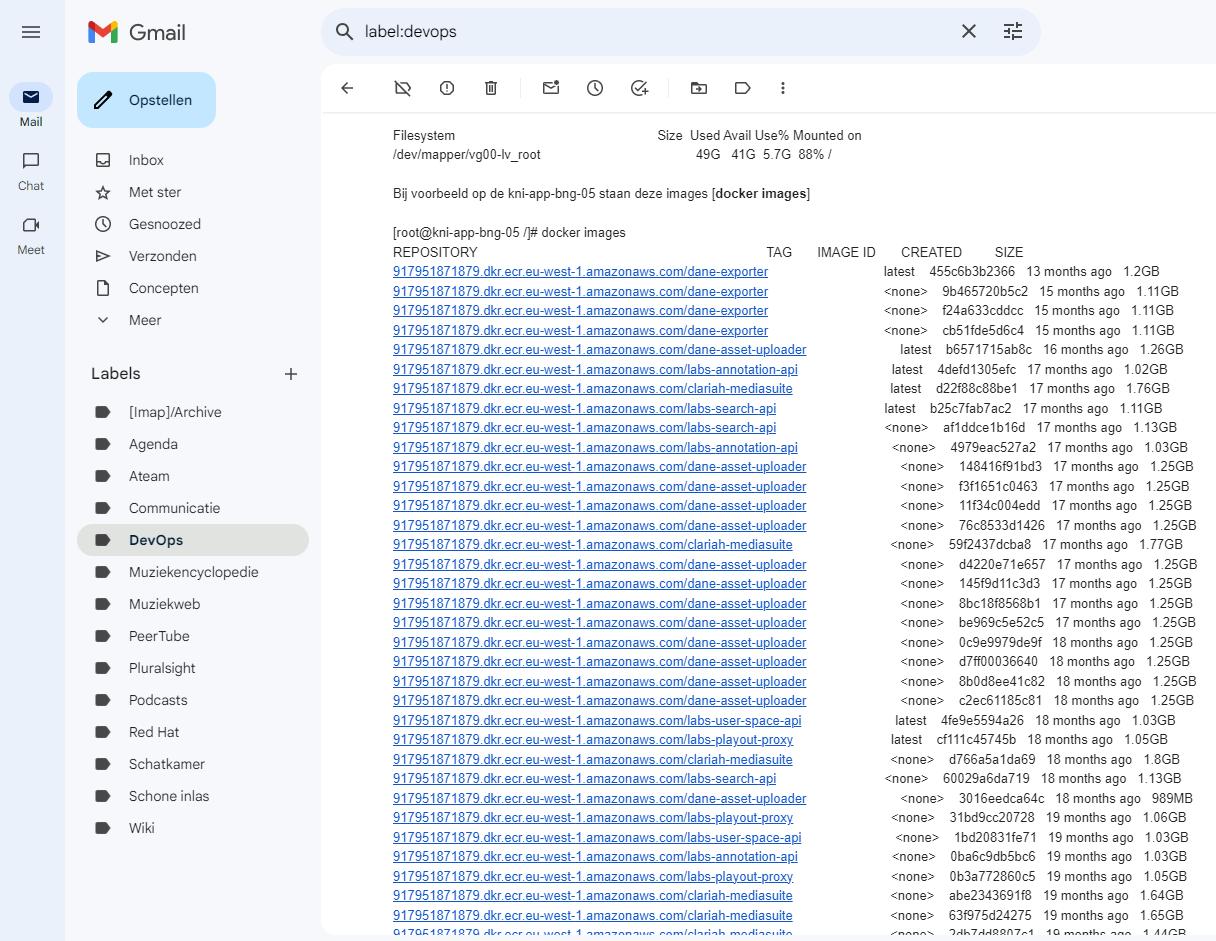 Gmail
label:devops
Mail
Chat
Meet
Opstellen
Inbox
Met ster
Gesnoozed
Verzonden
Concepten
Meer
Labels
[Imap]/Archive
Agenda
Ateam
Communicatie
DevOps
Muziekencyclopedie
Muziekweb
PeerTube
Pluralsight
Podcasts
Red Hat
Schatkamer
Schone inlas
Wiki
Filesystem Size Used Avail Use% Mounted on
/dev/mapper/vg00-lv_root 49G 41G 5.7G 88% /
Bij voorbeeld op de kni-app-bng-05 staan deze images [docker images]
[root@kni-app-bng-05 /]# docker images
REPOSITORY TAG IMAGE ID CREATED SIZE
917951871879.dkr.ecr.eu-west-1.amazonaws.com/dane-exporter latest 455c6b3b2366 13 months ago 1.2GB
917951871879.dkr.ecr.eu-west-1.amazonaws.com/dane-exporter <none> 9b465720b5c2 15 months ago 1.11GB
917951871879.dkr.ecr.eu-west-1.amazonaws.com/dane-exporter <none> f24a633cddcc 15 months ago 1.11GB
917951871879.dkr.ecr.eu-west-1.amazonaws.com/dane-exporter <none> cb51fde5d6c4 15 months ago 1.11GB
917951871879.dkr.ecr.eu-west-1.amazonaws.com/dane-asset-uploader latest b6571715ab8c 16 months ago 1.26GB
917951871879.dkr.ecr.eu-west-1.amazonaws.com/labs-annotation-api latest 4defd1305efc 17 months ago 1.02GB
917951871879.dkr.ecr.eu-west-1.amazonaws.com/clariah-mediasuite latest d22f88c88be1 17 months ago 1.76GB
917951871879.dkr.ecr.eu-west-1.amazonaws.com/labs-search-api latest b25c7fab7ac2 17 months ago 1.11GB
917951871879.dkr.ecr.eu-west-1.amazonaws.com/labs-search-api <none> af1ddce1b16d 17 months ago 1.13GB
917951871879.dkr.ecr.eu-west-1.amazonaws.com/labs-annotation-api <none> 4979eac527a2 17 months ago 1.03GB
917951871879.dkr.ecr.eu-west-1.amazonaws.com/dane-asset-uploader <none> 148416f91bd3 17 months ago 1.25GB
917951871879.dkr.ecr.eu-west-1.amazonaws.com/dane-asset-uploader <none> f3f1651c0463 17 months ago 1.25GB
917951871879.dkr.ecr.eu-west-1.amazonaws.com/dane-asset-uploader <none> 11f34c004edd 17 months ago 1.25GB
917951871879.dkr.ecr.eu-west-1.amazonaws.com/dane-asset-uploader <none> 76c8533d1426 17 months ago 1.25GB
917951871879.dkr.ecr.eu-west-1.amazonaws.com/clariah-mediasuite <none> 59f2437dcba8 17 months ago 1.77GB
917951871879.dkr.ecr.eu-west-1.amazonaws.com/dane-asset-uploader <none> d4220e71e657 17 months ago 1.25GB
917951871879.dkr.ecr.eu-west-1.amazonaws.com/dane-asset-uploader <none> 145f9d11c3d3 17 months ago 1.25GB
917951871879.dkr.ecr.eu-west-1.amazonaws.com/dane-asset-uploader <none> 8bc18f8568b1 17 months ago 1.25GB
917951871879.dkr.ecr.eu-west-1.amazonaws.com/dane-asset-uploader <none> be969c5e52c5 17 months ago 1.25GB
917951871879.dkr.ecr.eu-west-1.amazonaws.com/dane-asset-uploader <none> 0c9e9979de9f 18 months ago 1.25GB
917951871879.dkr.ecr.eu-west-1.amazonaws.com/dane-asset-uploader <none> d7ff00036640 18 months ago 1.25GB
917951871879.dkr.ecr.eu-west-1.amazonaws.com/dane-asset-uploader <none> 8b0d8ee41c82 18 months ago 1.25GB
917951871879.dkr.ecr.eu-west-1.amazonaws.com/dane-asset-uploader <none> c2ec61185c81 18 months ago 1.25GB
917951871879.dkr.ecr.eu-west-1.amazonaws.com/labs-user-space-api latest 4fe9e5594a26 18 months ago 1.03GB
917951871879.dkr.ecr.eu-west-1.amazonaws.com/labs-playout-proxy latest cf111c45745b 18 months ago 1.05GB
917951871879.dkr.ecr.eu-west-1.amazonaws.com/clariah-mediasuite <none> d766a5a1da69 18 months ago 1.8GB
917951871879.dkr.ecr.eu-west-1.amazonaws.com/labs-search-api <none> 60029a6da719 18 months ago 1.13GB
917951871879.dkr.ecr.eu-west-1.amazonaws.com/dane-asset-uploader <none> 3016eedca64c 18 months ago 989MB
917951871879.dkr.ecr.eu-west-1.amazonaws.com/labs-playout-proxy <none> 31bd9cc20728 19 months ago 1.06GB
917951871879.dkr.ecr.eu-west-1.amazonaws.com/labs-user-space-api <none> 1bd20831fe71 19 months ago 1.03GB
917951871879.dkr.ecr.eu-west-1.amazonaws.com/labs-annotation-api <none> 0ba6c9db5bc6 19 months ago 1.03GB
917951871879.dkr.ecr.eu-west-1.amazonaws.com/labs-playout-proxy <none> 0b3a772860c5 19 months ago 1.05GB
917951871879.dkr.ecr.eu-west-1.amazonaws.com/clariah-mediasuite <none> abe2343691f8 19 months ago 1.64GB
917951871879.dkr.ecr.eu-west-1.amazonaws.com/clariah-mediasuite <none> 63f975d24275 19 months ago 1.65GB
917951871879.dkr.ecr.eu-west-1.amazonaws.com/clariah-mediasuite <none> 2db7dd8807c1 19 months ago 1.44GB